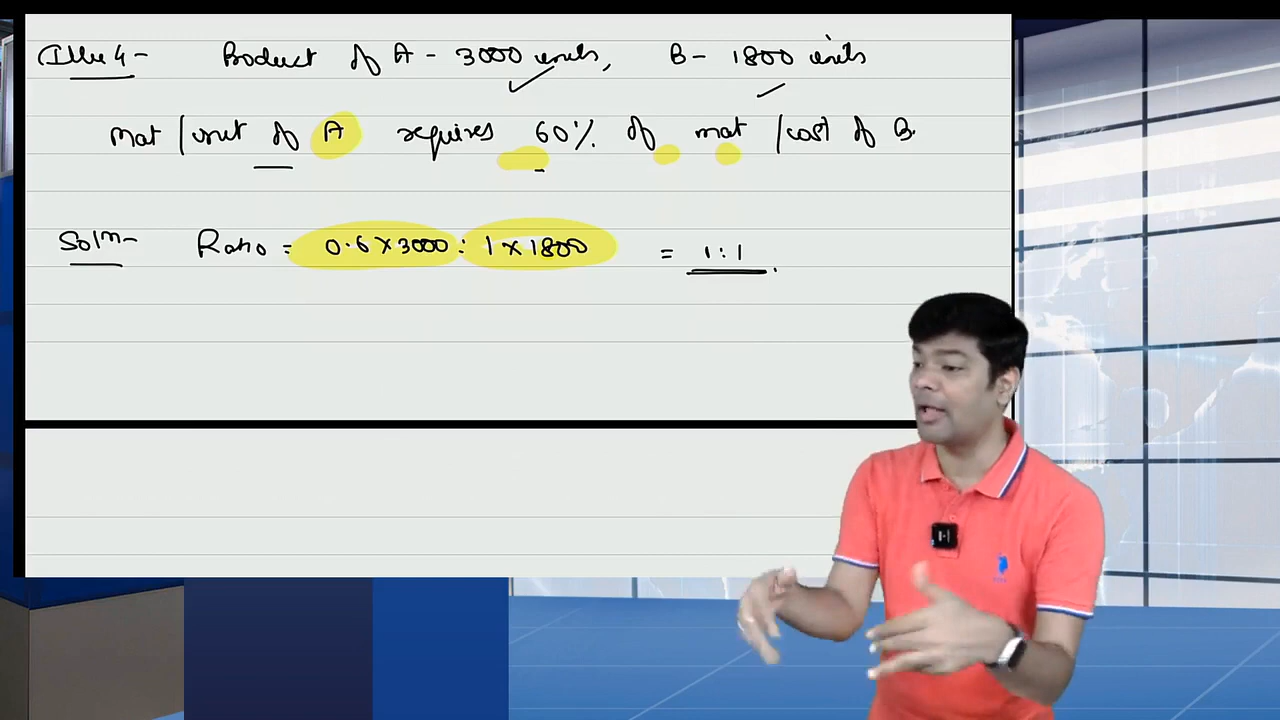 Illu 4 - Product of A - 3000 units, B - 1800 units
Mat / unit of A requires 60% of mat / cost of B.
Soln - Ratio = 0.6 x 3000 : 1 x 1800 = 1 : 1.